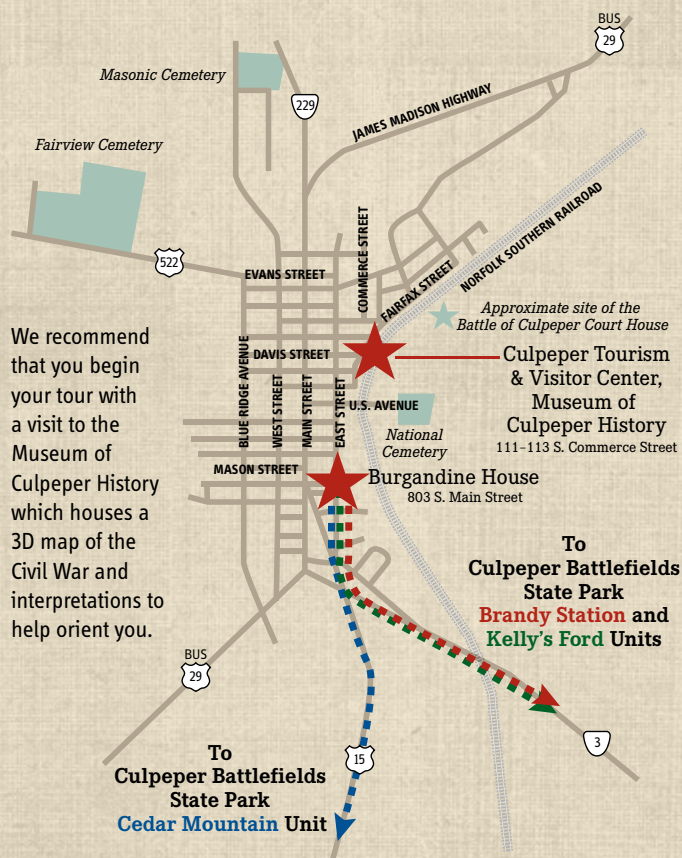 BUS
29
Masonic Cemetery
229
JAMES MADISON HIGHWAY
Fairview Cemetery
522
EVANS STREET
COMMERCE STREET
FAIRFAX STREET
NORFOLK SOUTHERN RAILROAD
Approximate site of the
Battle of Culpeper Court House
We recommend
that you begin
your tour with
a visit to the
Museum of
Culpeper History
which houses a
3D map of the
Civil War and
interpretations to
help orient you.
BLUE RIDGE AVENUE
DAVIS STREET
WEST STREET
MAIN STREET
EAST STREET
Culpeper Tourism
& Visitor Center,
Museum of
Culpeper History
111–113 S. Commerce Street
U.S. AVENUE
National
Cemetery
MASON STREET
Burgandine House
803 S. Main Street
To
Culpeper Battlefields
State Park
Brandy Station and
Kelly's Ford Units
BUS
29
3
15
To
Culpeper Battlefields
State Park
Cedar Mountain Unit